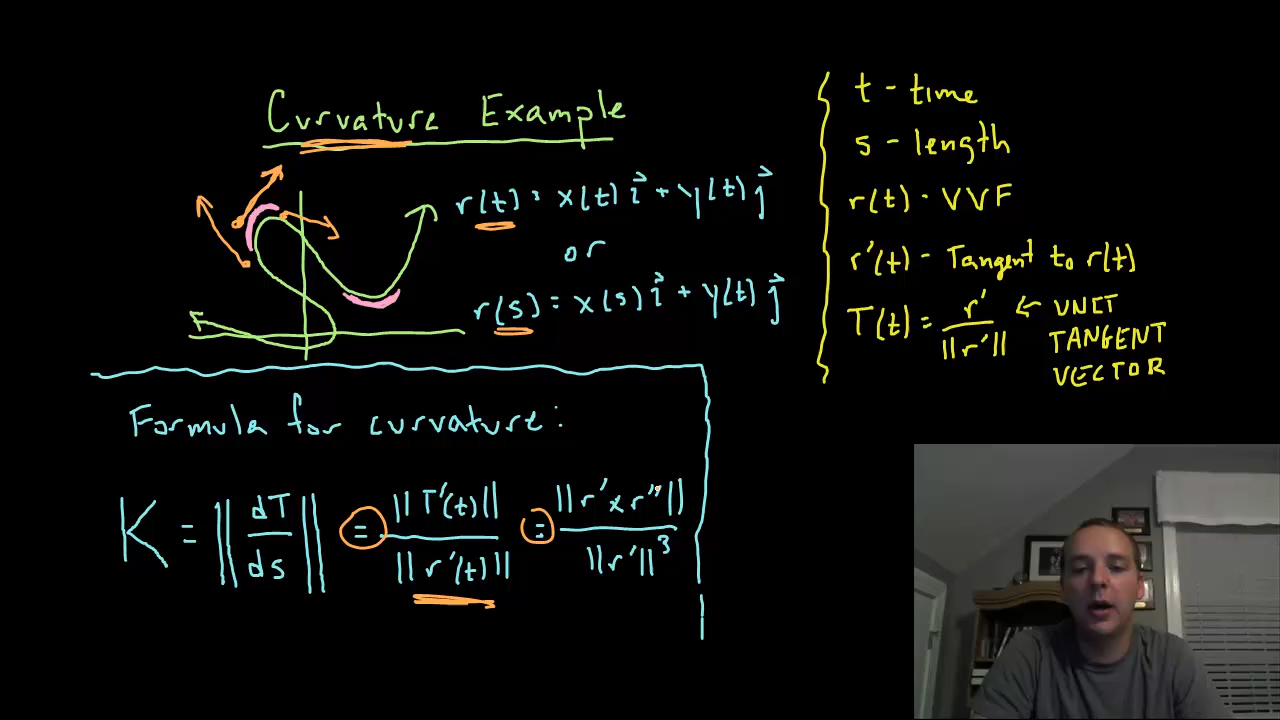 Curvature Example
r(t) = x(t) i⃗ + y(t) j⃗
or
r(s) = x(s) i⃗ + y(t) j⃗
t - time
s - length
r(t) - VVF
r'(t) - Tangent to r(t)
T(t) = r' / ||r'|| ← UNIT
TANGENT
VECTOR
Formula for curvature:
K = || dT / ds || = ||T'(t)|| / ||r'(t)|| = ||r' x r''|| / ||r'||³